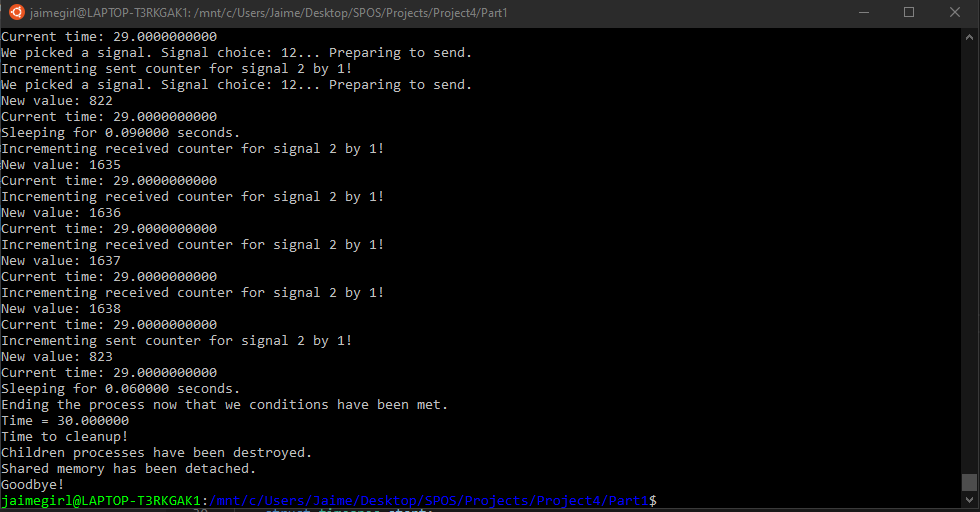 jaimegirl@LAPTOP-T3RKGAK1: /mnt/c/Users/Jaime/Desktop/SPOS/Projects/Project4/Part1
Current time: 29.0000000000
We picked a signal. Signal choice: 12... Preparing to send.
Incrementing sent counter for signal 2 by 1!
We picked a signal. Signal choice: 12... Preparing to send.
New value: 822
Current time: 29.0000000000
Sleeping for 0.090000 seconds.
Incrementing received counter for signal 2 by 1!
New value: 1635
Current time: 29.0000000000
Incrementing received counter for signal 2 by 1!
New value: 1636
Current time: 29.0000000000
Incrementing received counter for signal 2 by 1!
New value: 1637
Current time: 29.0000000000
Incrementing received counter for signal 2 by 1!
New value: 1638
Current time: 29.0000000000
Incrementing sent counter for signal 2 by 1!
New value: 823
Current time: 29.0000000000
Sleeping for 0.060000 seconds.
Ending the process now that we conditions have been met.
Time = 30.000000
Time to cleanup!
Children processes have been destroyed.
Shared memory has been detached.
Goodbye!
jaimegirl@LAPTOP-T3RKGAK1:/mnt/c/Users/Jaime/Desktop/SPOS/Projects/Project4/Part1$